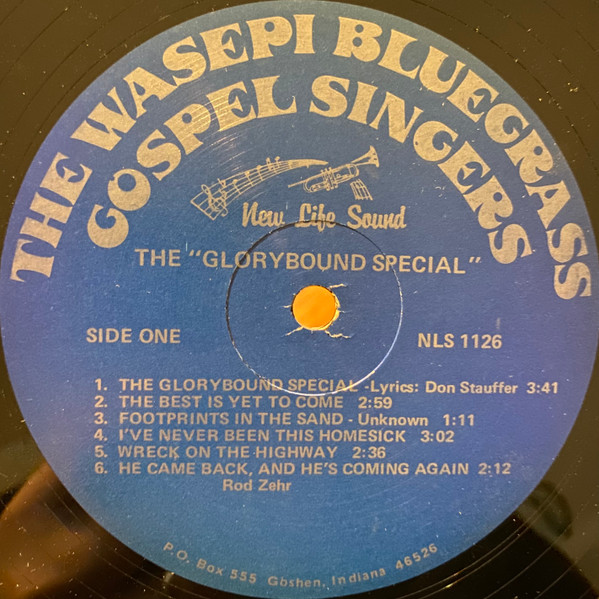 THE WASEPI BLUEGRASS
GOSPEL SINGERS
New Life Sound
THE "GLORYBOUND SPECIAL"
SIDE ONE
NLS 1126
1. THE GLORYBOUND SPECIAL -Lyrics: Don Stauffer 3:41
2. THE BEST IS YET TO COME 2:59
3. FOOTPRINTS IN THE SAND - Unknown 1:11
4. I'VE NEVER BEEN THIS HOMESICK 3:02
5. WRECK ON THE HIGHWAY 2:36
6. HE CAME BACK, AND HE'S COMING AGAIN 2:12
Rod Zehr
P.O. Box 555 Goshen, Indiana 46526